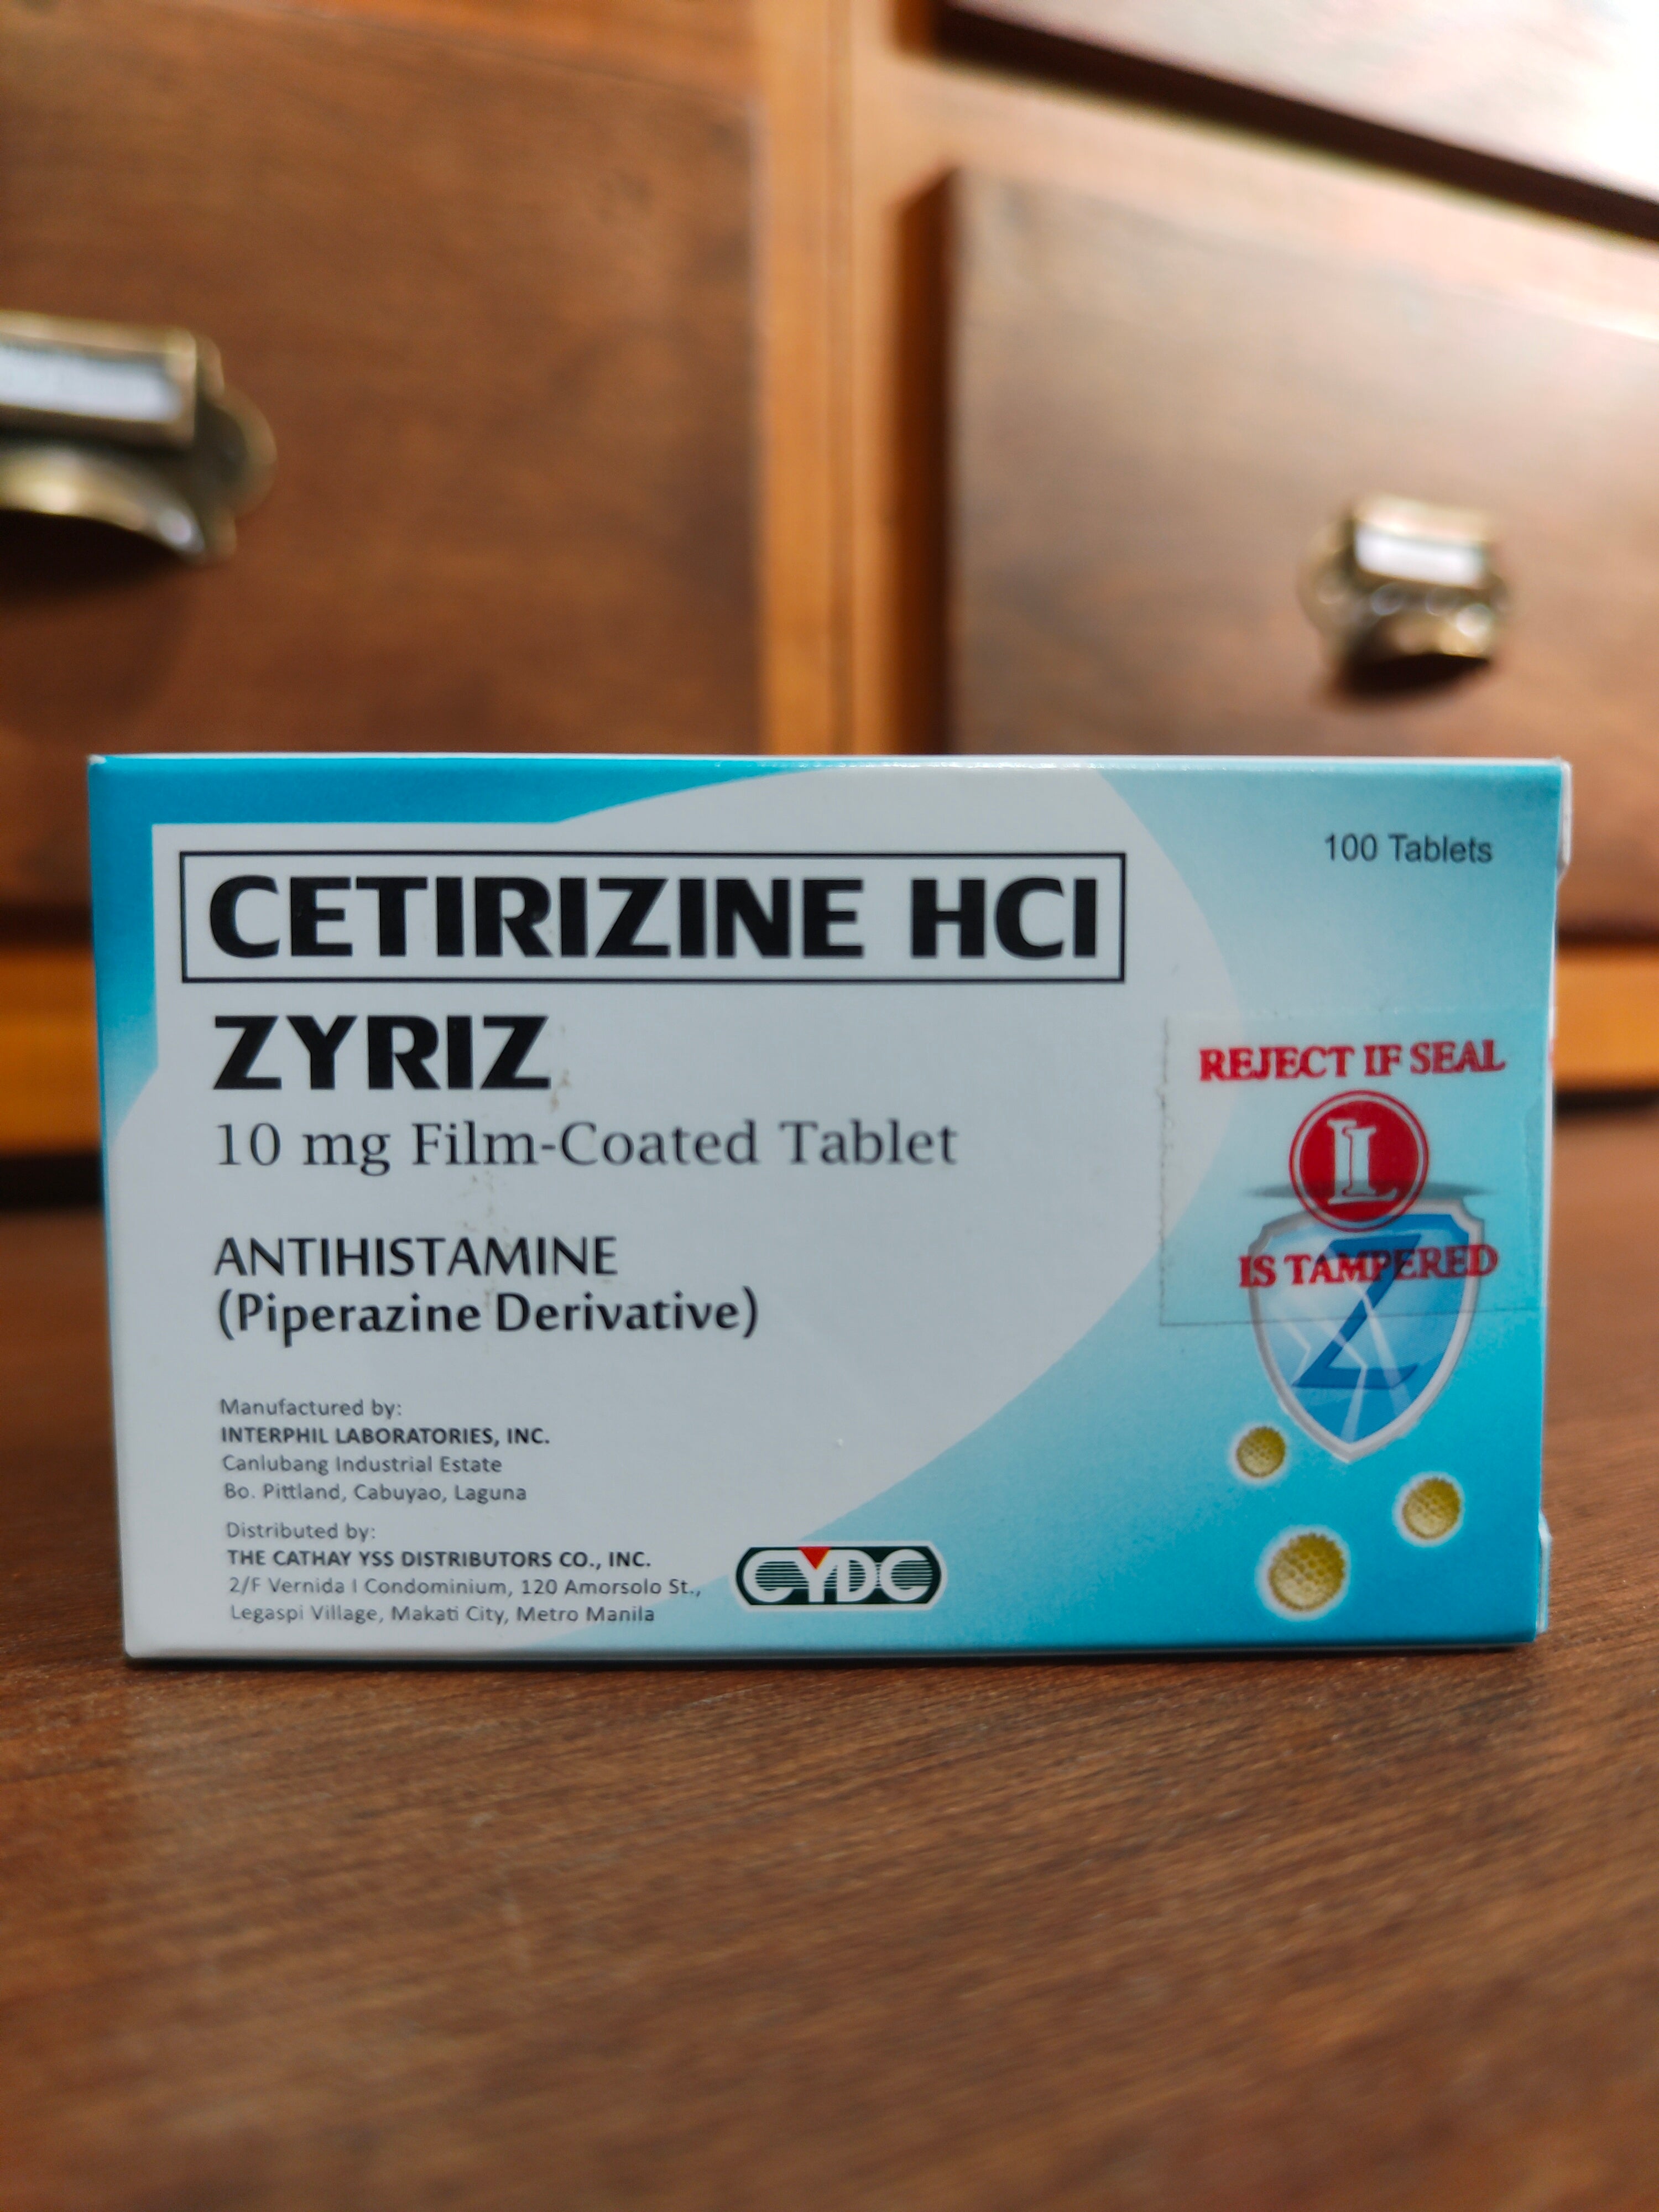 100 Tablets
CETIRIZINE HCl
ZYRIZ
10 mg Film-Coated Tablet
ANTIHISTAMINE
(Piperazine Derivative)
REJECT IF SEAL
L
IS TAMPERED
Z
Manufactured by:
INTERPHIL LABORATORIES, INC.
Canlubang Industrial Estate
Bo. Pittland, Cabuyao, Laguna
Distributed by:
THE CATHAY YSS DISTRIBUTORS CO., INC.
2/F Vernida I Condominium, 120 Amorsolo St.,
Legaspi Village, Makati City, Metro Manila
CYDC